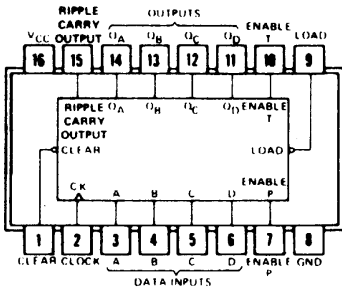 OUTPUTS
VCC RIPPLE CARRY OUTPUT QA QB QC QD ENABLE T LOAD
16 15 14 13 12 11 10 9
RIPPLE CARRY OUTPUT QA QB QC QD ENABLE T
CLEAR LOAD
CK A B C D ENABLE P
1 2 3 4 5 6 7 8
CLEAR CLOCK A B C D ENABLE P GND
DATA INPUTS